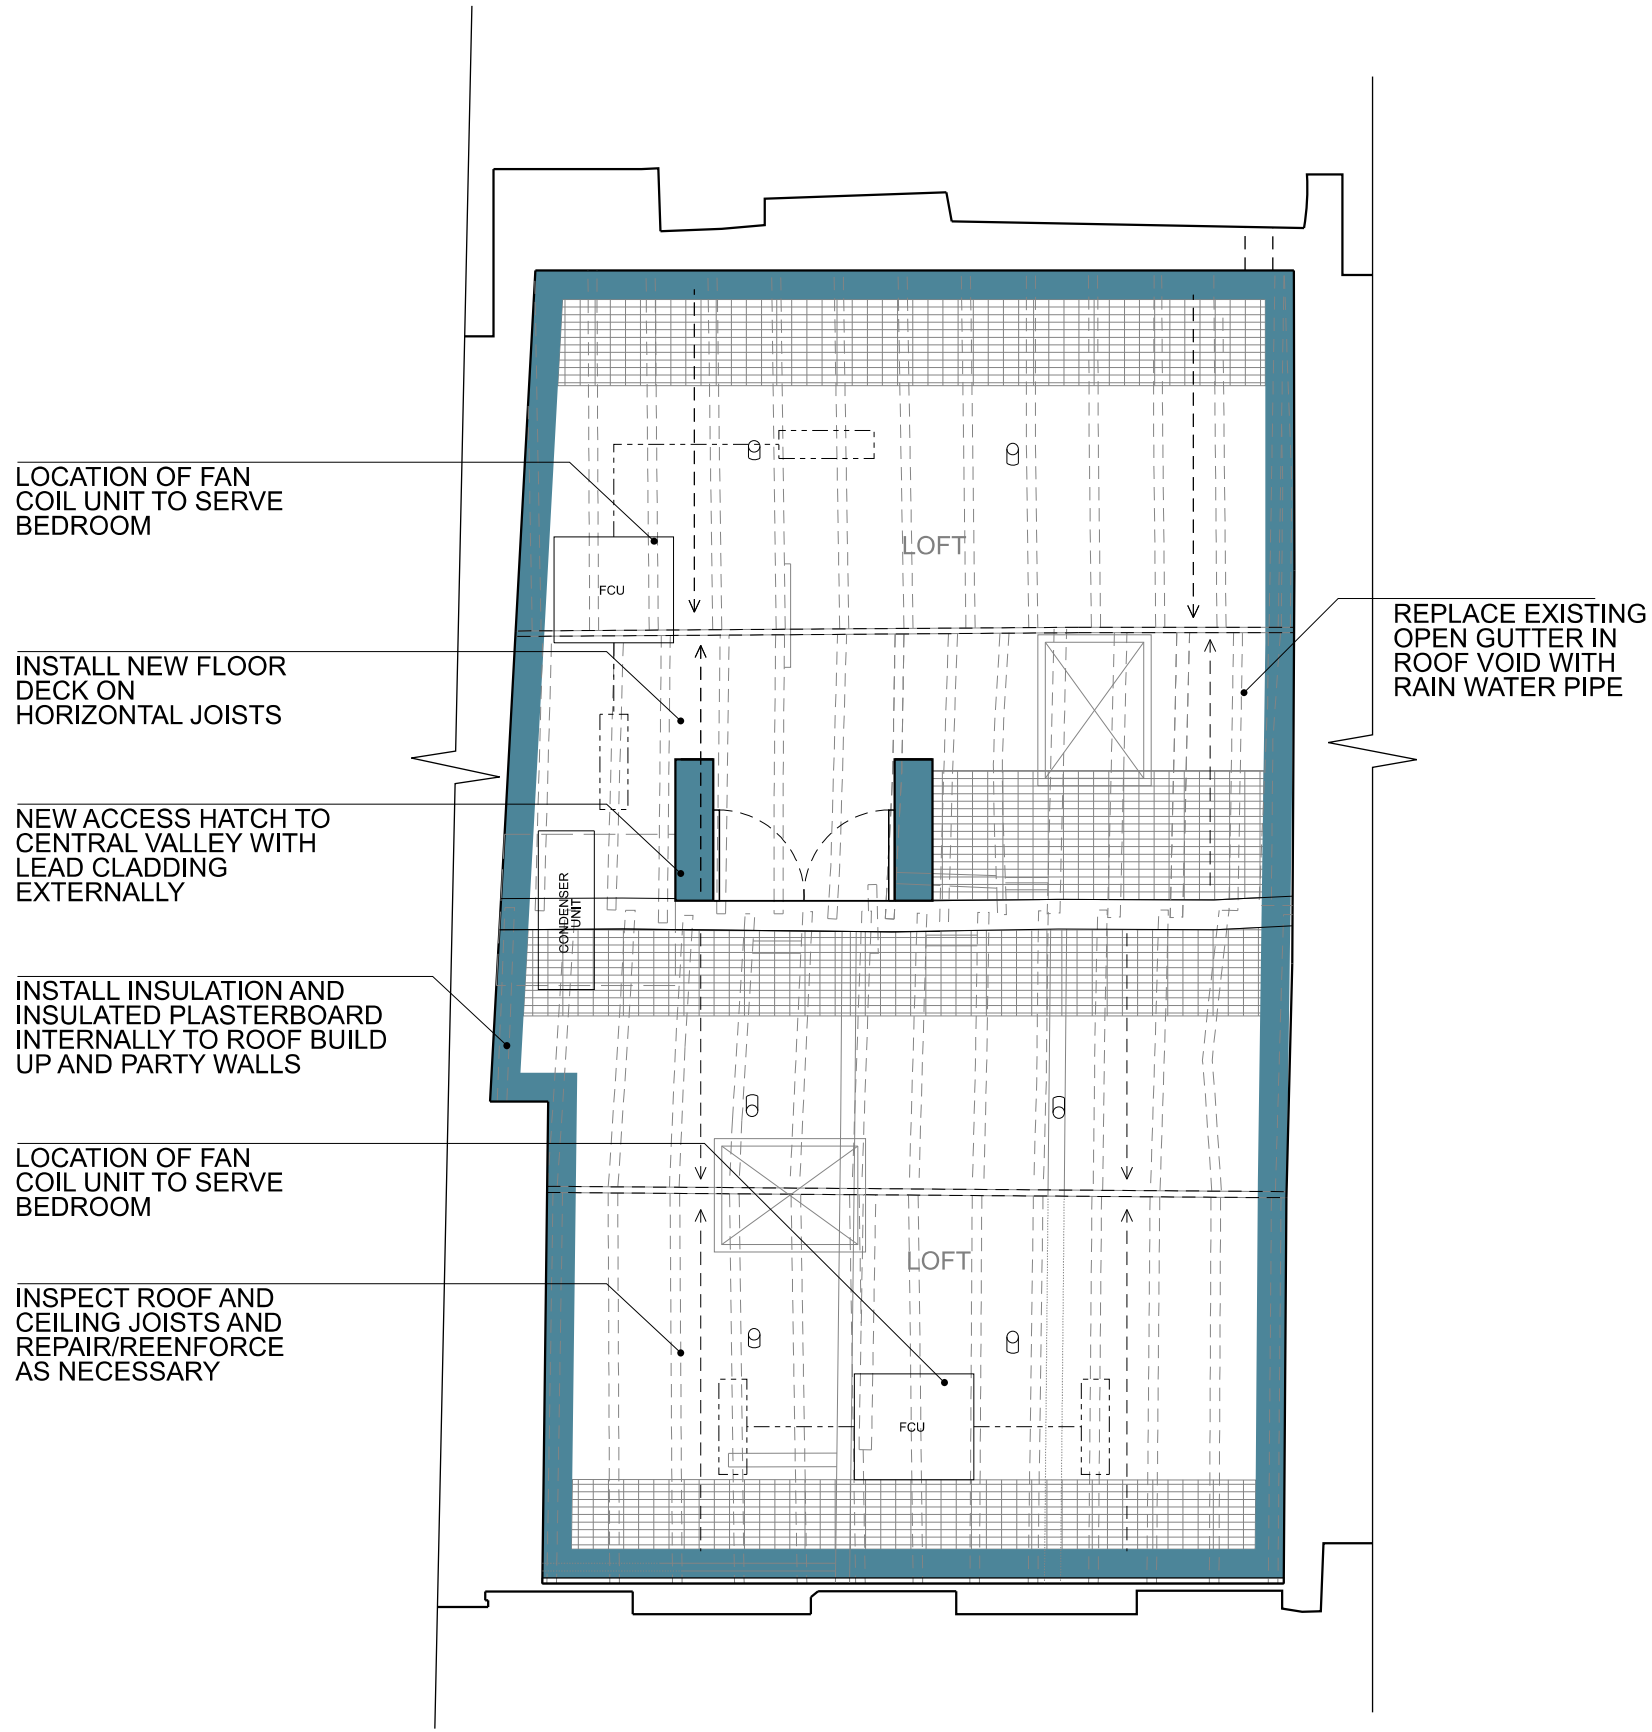 LOCATION OF FAN
COIL UNIT TO SERVE
BEDROOM
LOFT
FCU
REPLACE EXISTING
OPEN GUTTER IN
ROOF VOID WITH
RAIN WATER PIPE
INSTALL NEW FLOOR
DECK ON
HORIZONTAL JOISTS
NEW ACCESS HATCH TO
CENTRAL VALLEY WITH
LEAD CLADDING
EXTERNALLY
CONDENSER
UNIT
INSTALL INSULATION AND
INSULATED PLASTERBOARD
INTERNALLY TO ROOF BUILD
UP AND PARTY WALLS
LOCATION OF FAN
COIL UNIT TO SERVE
BEDROOM
LOFT
INSPECT ROOF AND
CEILING JOISTS AND
REPAIR/REENFORCE
AS NECESSARY
FCU